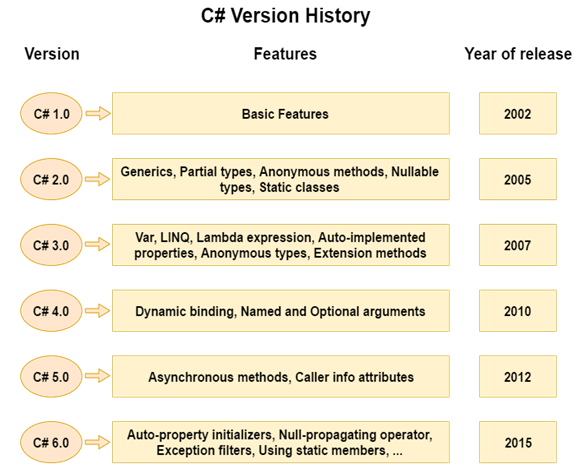 C# Version History
Version Features Year of release
C# 1.0 Basic Features 2002
C# 2.0 Generics, Partial types, Anonymous methods, Nullable
types, Static classes 2005
C# 3.0 Var, LINQ, Lambda expression, Auto-implemented
properties, Anonymous types, Extension methods 2007
C# 4.0 Dynamic binding, Named and Optional arguments 2010
C# 5.0 Asynchronous methods, Caller info attributes 2012
C# 6.0 Auto-property initializers, Null-propagating operator,
Exception filters, Using static members, ... 2015